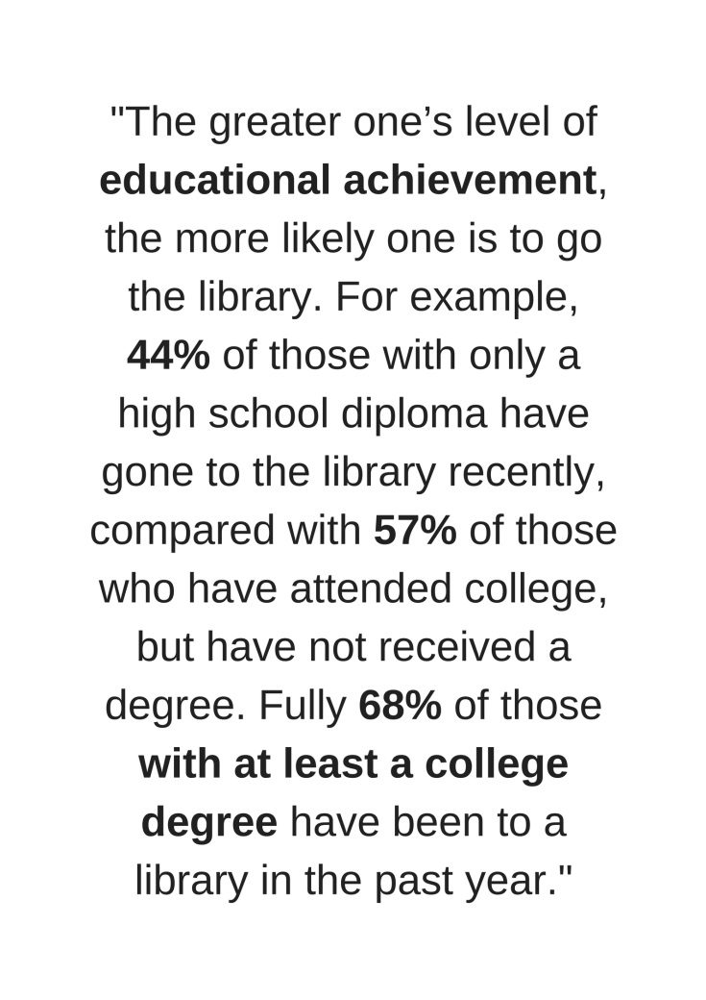 "The greater one’s level of
educational achievement,
the more likely one is to go
the library. For example,
44% of those with only a
high school diploma have
gone to the library recently,
compared with 57% of those
who have attended college,
but have not received a
degree. Fully 68% of those
with at least a college
degree have been to a
library in the past year."